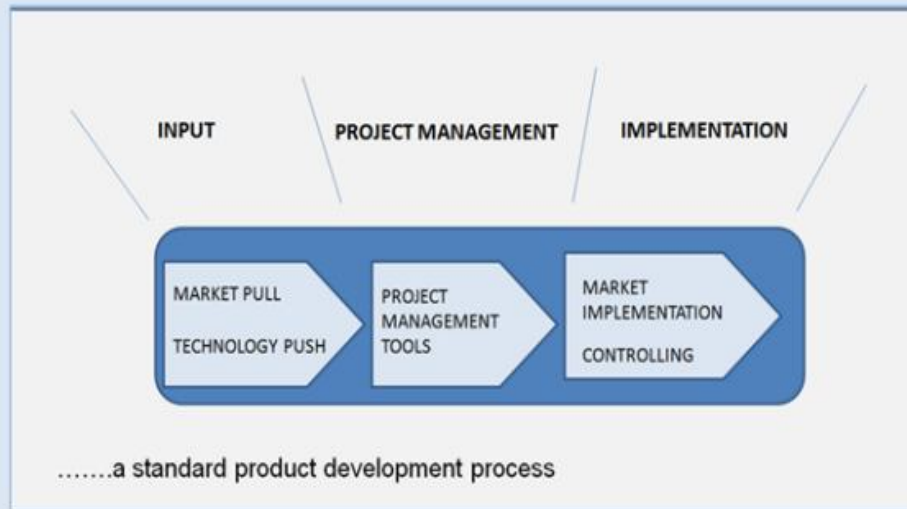 INPUT
PROJECT MANAGEMENT
IMPLEMENTATION
MARKET PULL
TECHNOLOGY PUSH
PROJECT
MANAGEMENT
TOOLS
MARKET
IMPLEMENTATION
CONTROLLING
.......a standard product development process